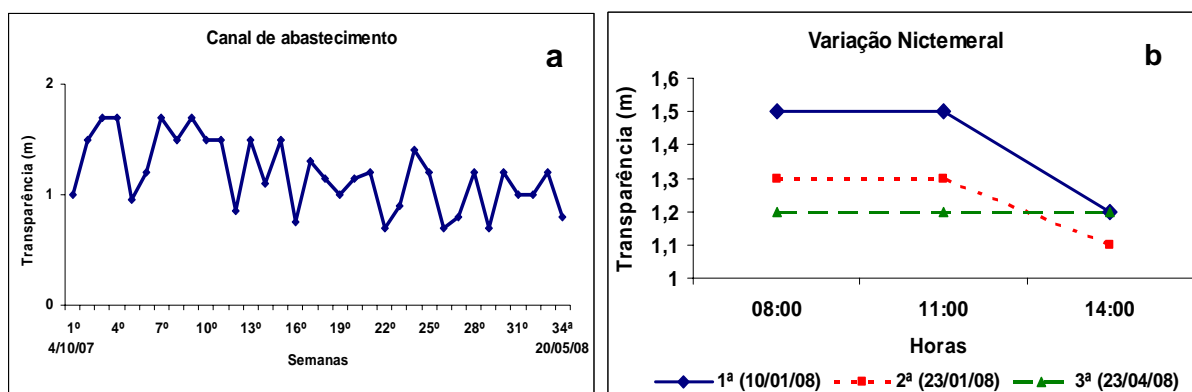 Canal de abastecimento
a
Transparência (m)
2
1
0
1º 4º 7º 10º 13º 16º 19º 22º 25º 28º 31º 34ª
4/10/07 20/05/08
Semanas
Variação Nictemeral
b
Transparência (m)
1,6
1,5
1,4
1,3
1,2
1,1
1
08:00 11:00 14:00
Horas
1ª (10/01/08) 2ª (23/01/08) 3ª (23/04/08)